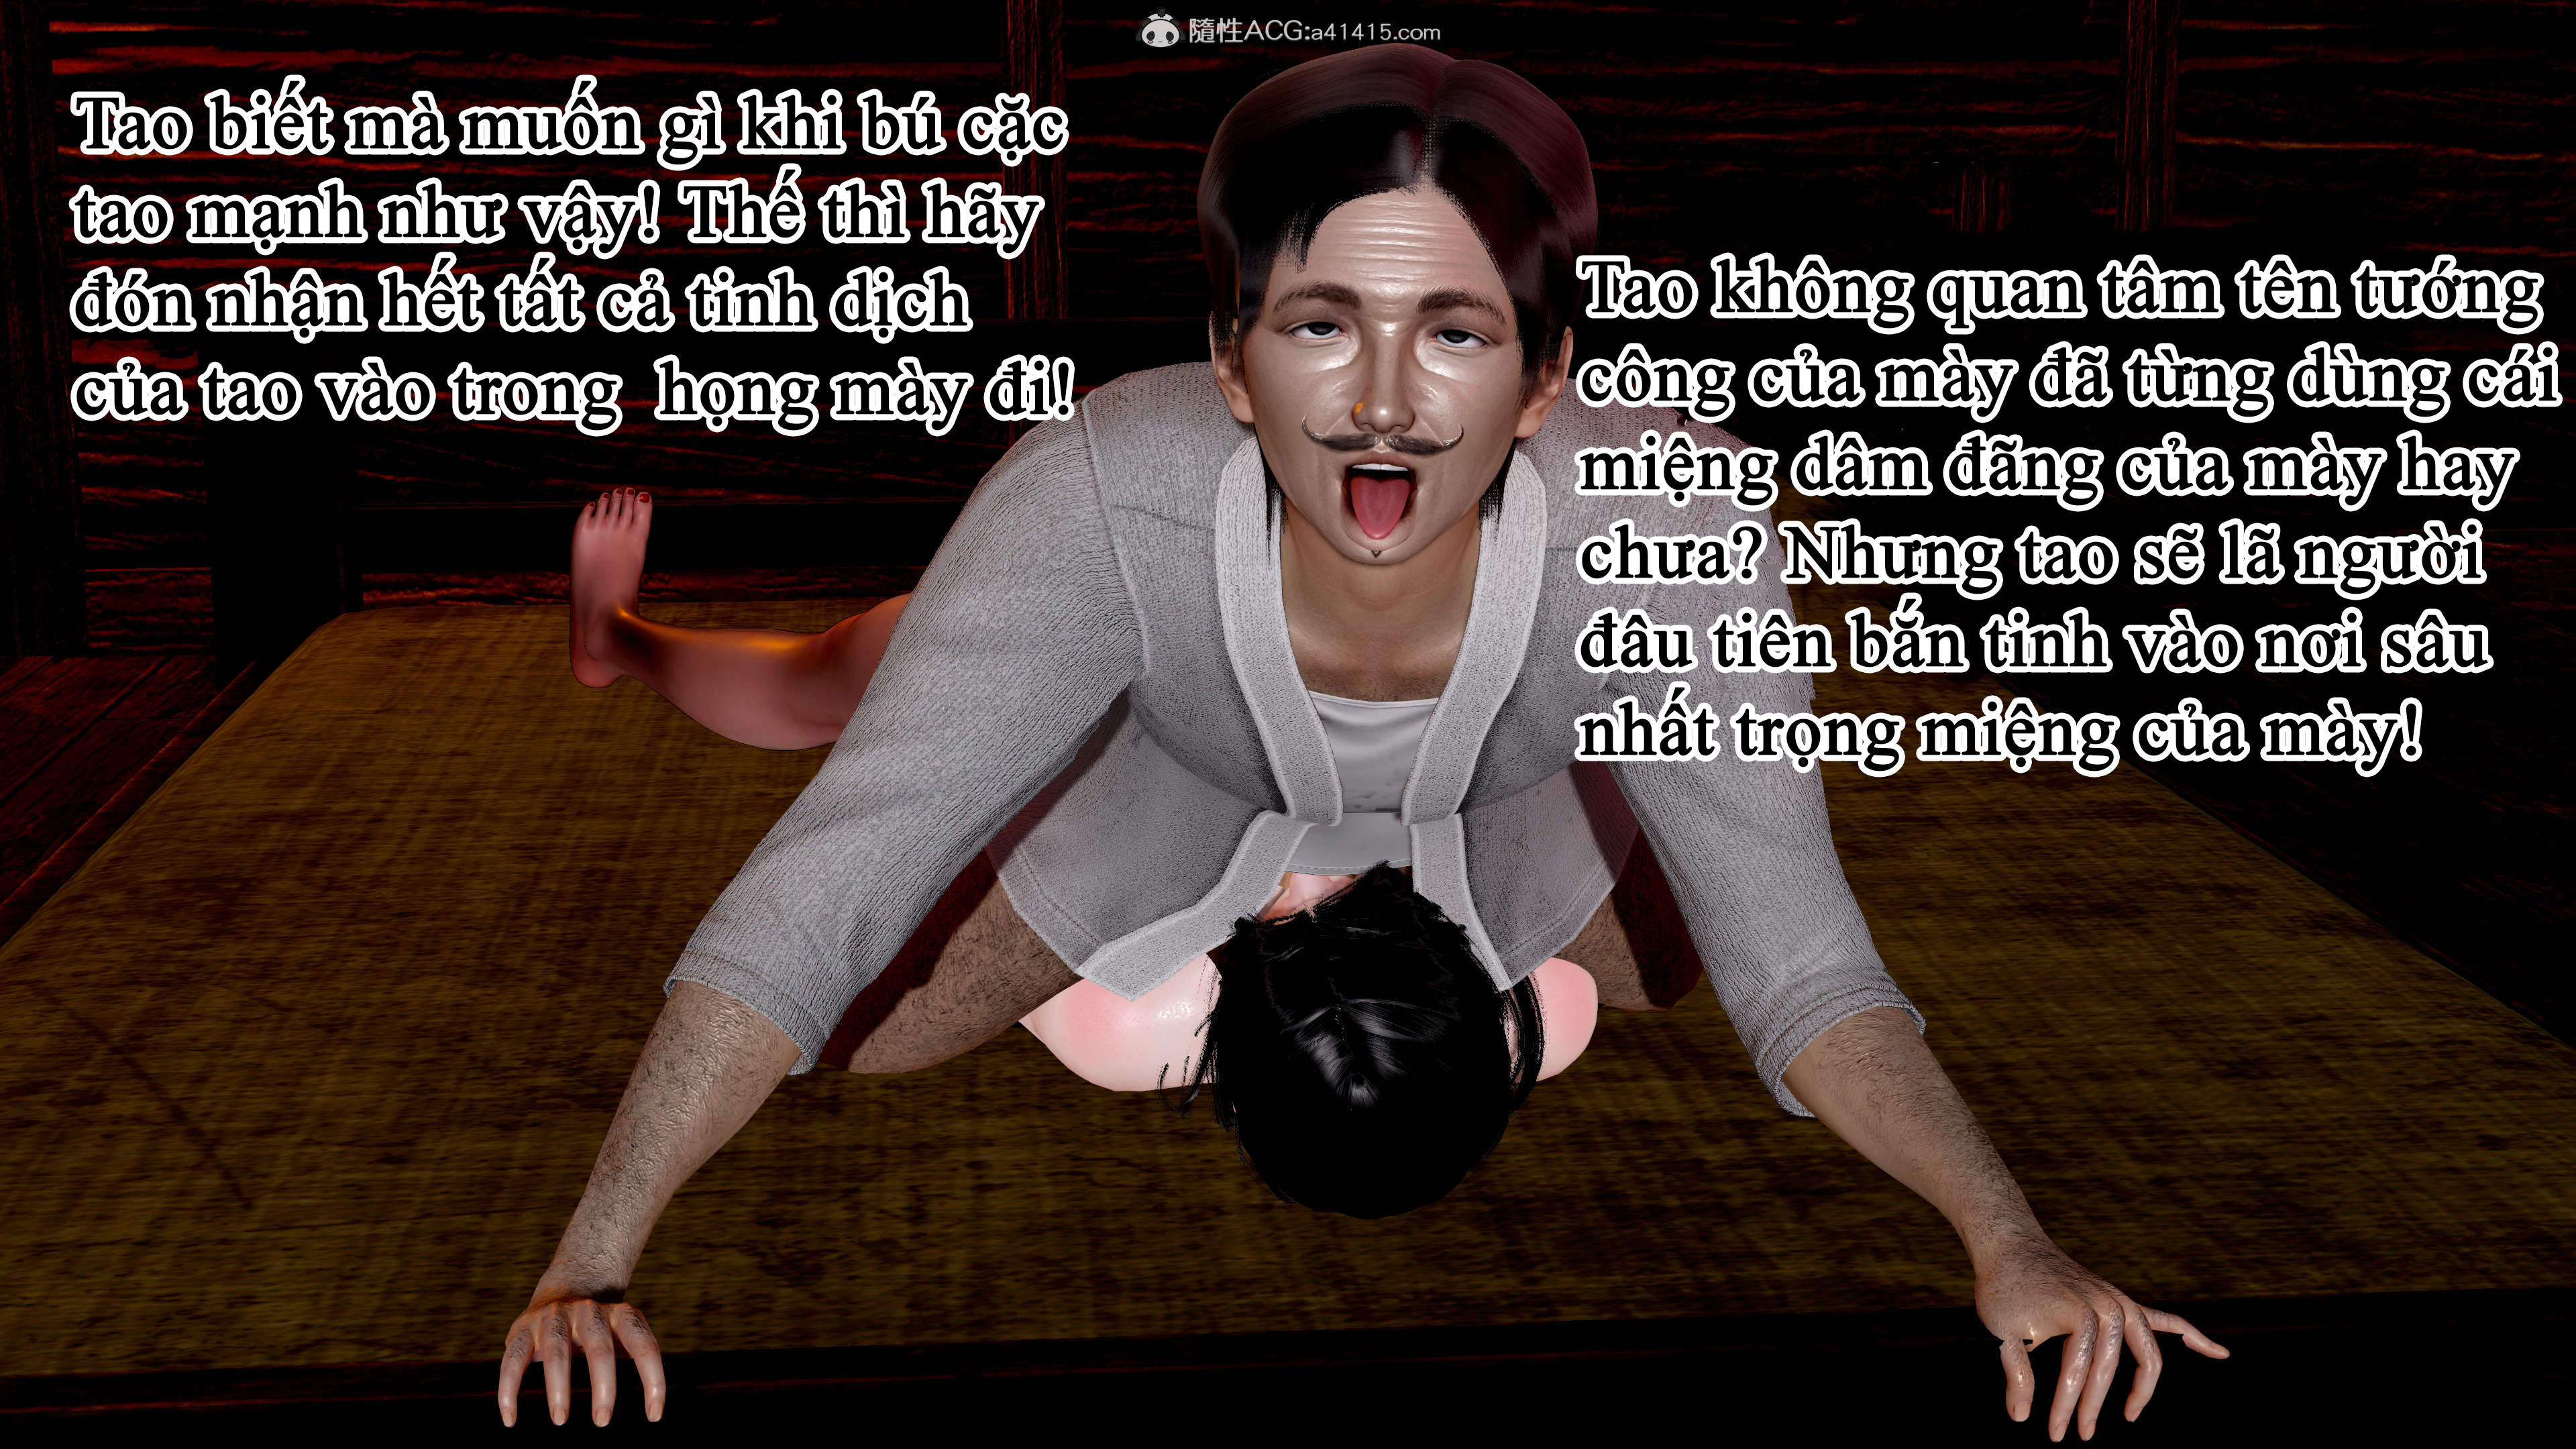 隨性ACG:a41415.com
Tao biết mà muốn gì khi bú cặc
tao mạnh như vậy! Thế thì hãy
đón nhận hết tất cả tinh dịch
của tao vào trong họng mày đi!
Tao không quan tâm tên tướng
công của mày đã từng dùng cái
miệng dâm đãng của mày hay
chưa? Nhưng tao sẽ lã người
đâu tiên bắn tinh vào nơi sâu
nhất trọng miệng của mày!